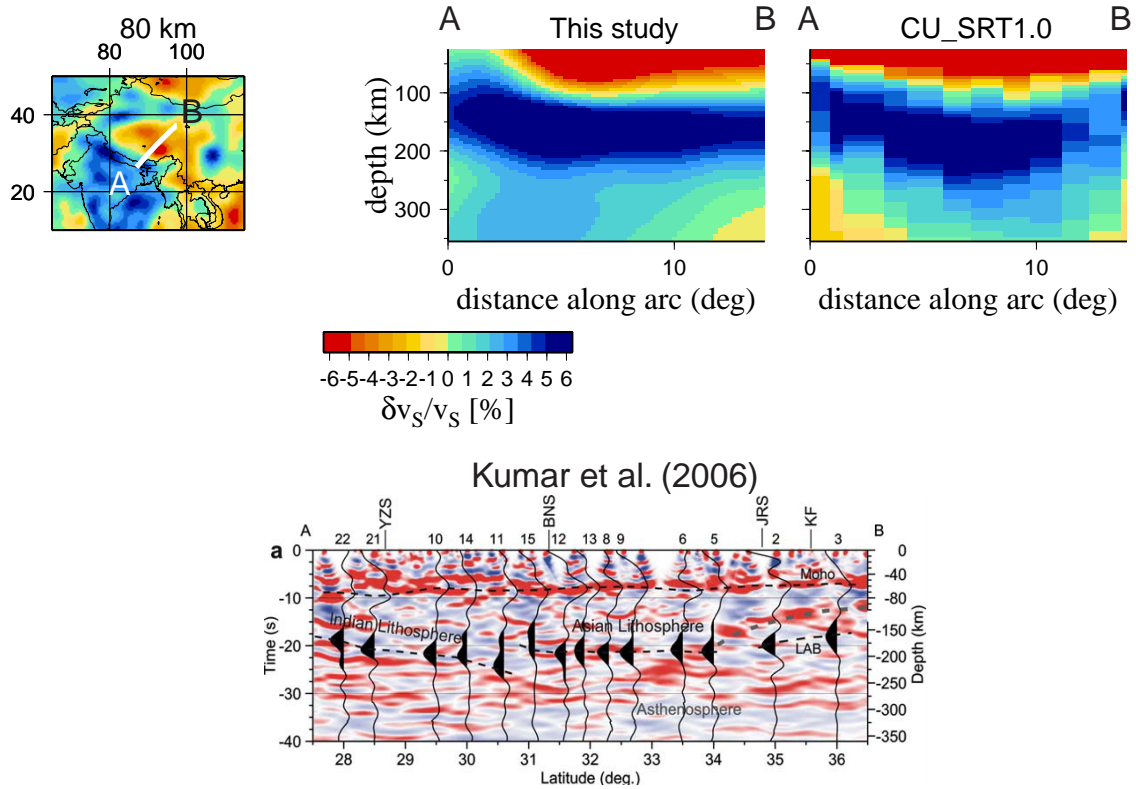 80 km
80 100
40
20
A
B
A This study B
100
200
300
depth (km)
0 10
distance along arc (deg)
A CU_SRT1.0 B
0 10
distance along arc (deg)
-6-5-4-3-2-1 0 1 2 3 4 5 6
δvS/vS [%]
Kumar et al. (2006)
YZS BNS JRS KF
A B
a 22 21 10 14 11 15 12 13 8 9 6 5 2 3
Moho
Indian Lithosphere
Asian Lithosphere
LAB
Asthenosphere
0
-10
-20
-30
-40
Time (s)
0
-40
-80
-150
-200
-250
-300
-350
Depth (km)
28 29 30 31 32 33 34 35 36
Latitude (deg.)